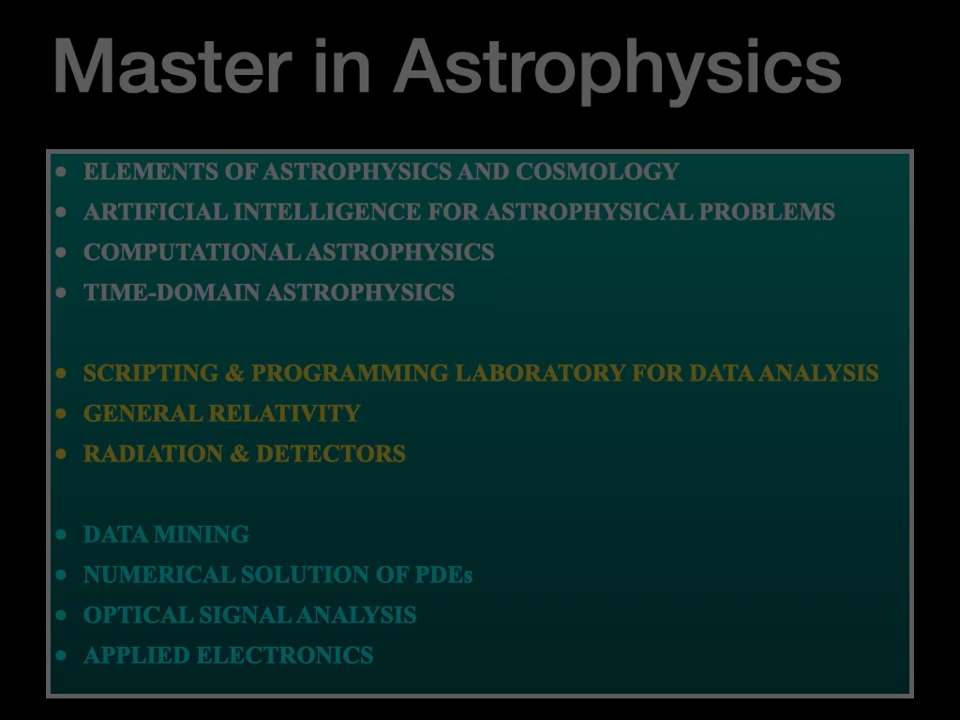 Master in Astrophysics
• ELEMENTS OF ASTROPHYSICS AND COSMOLOGY
• ARTIFICIAL INTELLIGENCE FOR ASTROPHYSICAL PROBLEMS
• COMPUTATIONAL ASTROPHYSICS
• TIME-DOMAIN ASTROPHYSICS
• SCRIPTING & PROGRAMMING LABORATORY FOR DATA ANALYSIS
• GENERAL RELATIVITY
• RADIATION & DETECTORS
• DATA MINING
• NUMERICAL SOLUTION OF PDEs
• OPTICAL SIGNAL ANALYSIS
• APPLIED ELECTRONICS